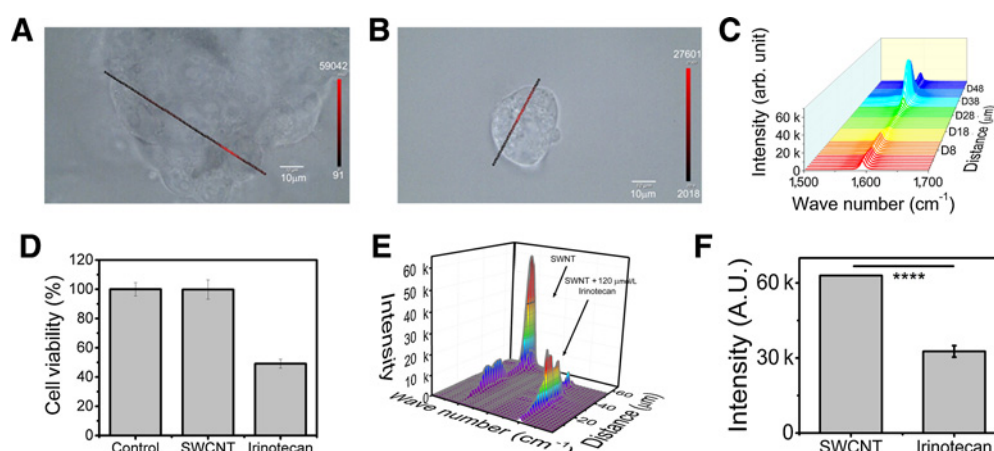 A
59042
91
10μm
B
27601
2018
10μm
C
Intensity (arb. unit)
60 k
40 k
20 k
0
1,500
1,600
1,700
Wave number (cm-1)
D48
D38
D28
D18
D8
Distance (μm)
D
Cell viability (%)
120
100
80
60
40
20
0
Control
SWCNT
Irinotecan
E
Intensity
60 k
50 k
40 k
30 k
20 k
10 k
0
SWNT
SWNT + 120 μmol/L
Irinotecan
Wave number (cm-1)
60
40
20
Distance (μm)
F
Intensity (A.U.)
60 k
30 k
0
****
SWCNT
Irinotecan